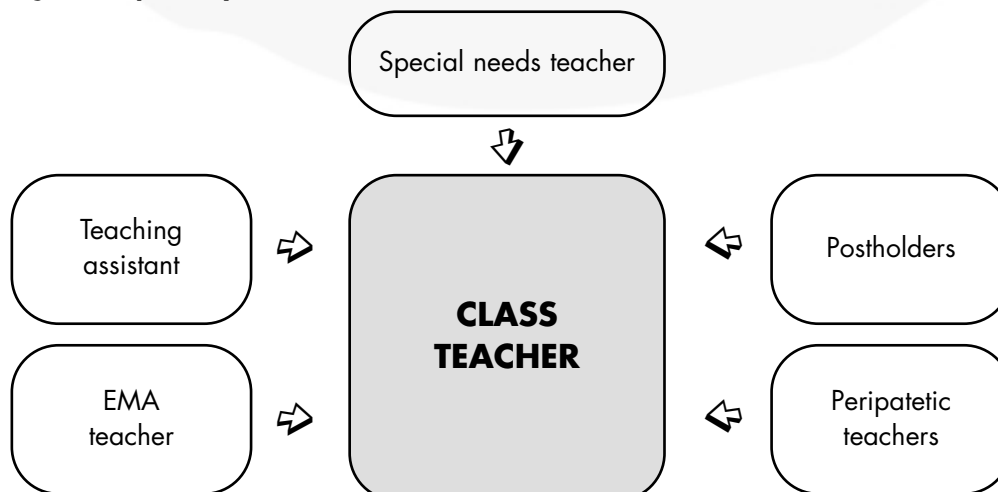 Special needs teacher
Teaching
assistant
CLASS
TEACHER
Postholders
EMA
teacher
Peripatetic
teachers